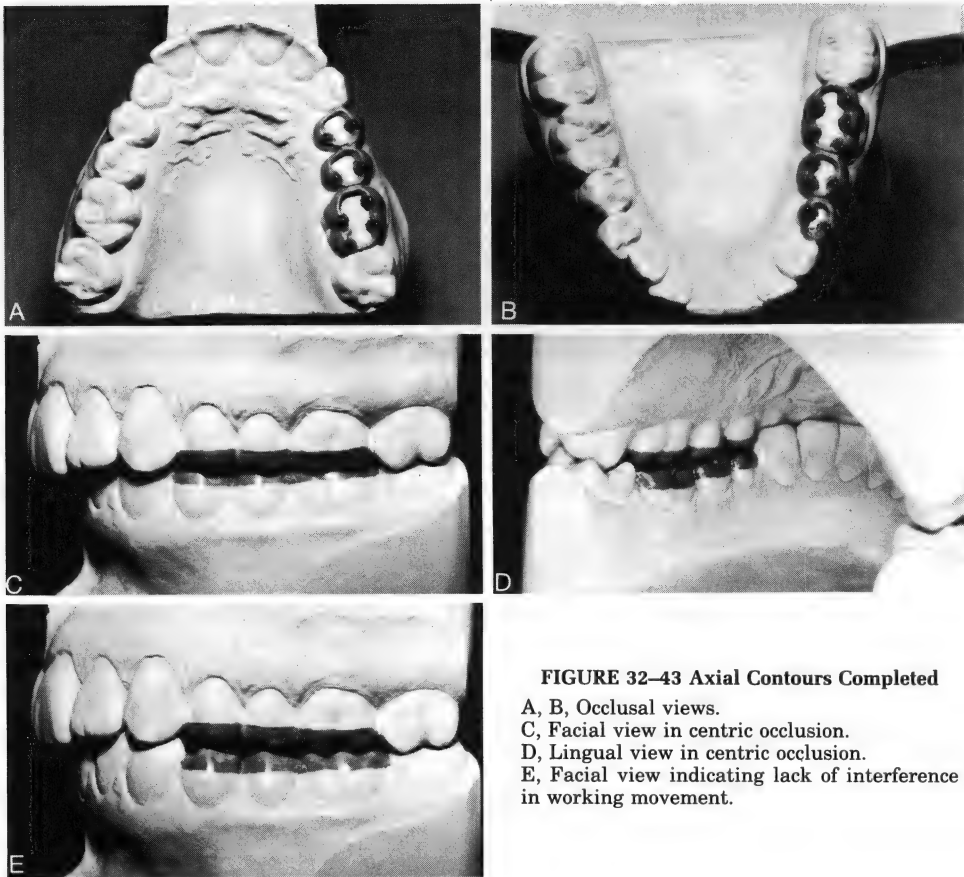 A
B
C
D
E
FIGURE 32–43 Axial Contours Completed
A, B, Occlusal views.
C, Facial view in centric occlusion.
D, Lingual view in centric occlusion.
E, Facial view indicating lack of interference
in working movement.